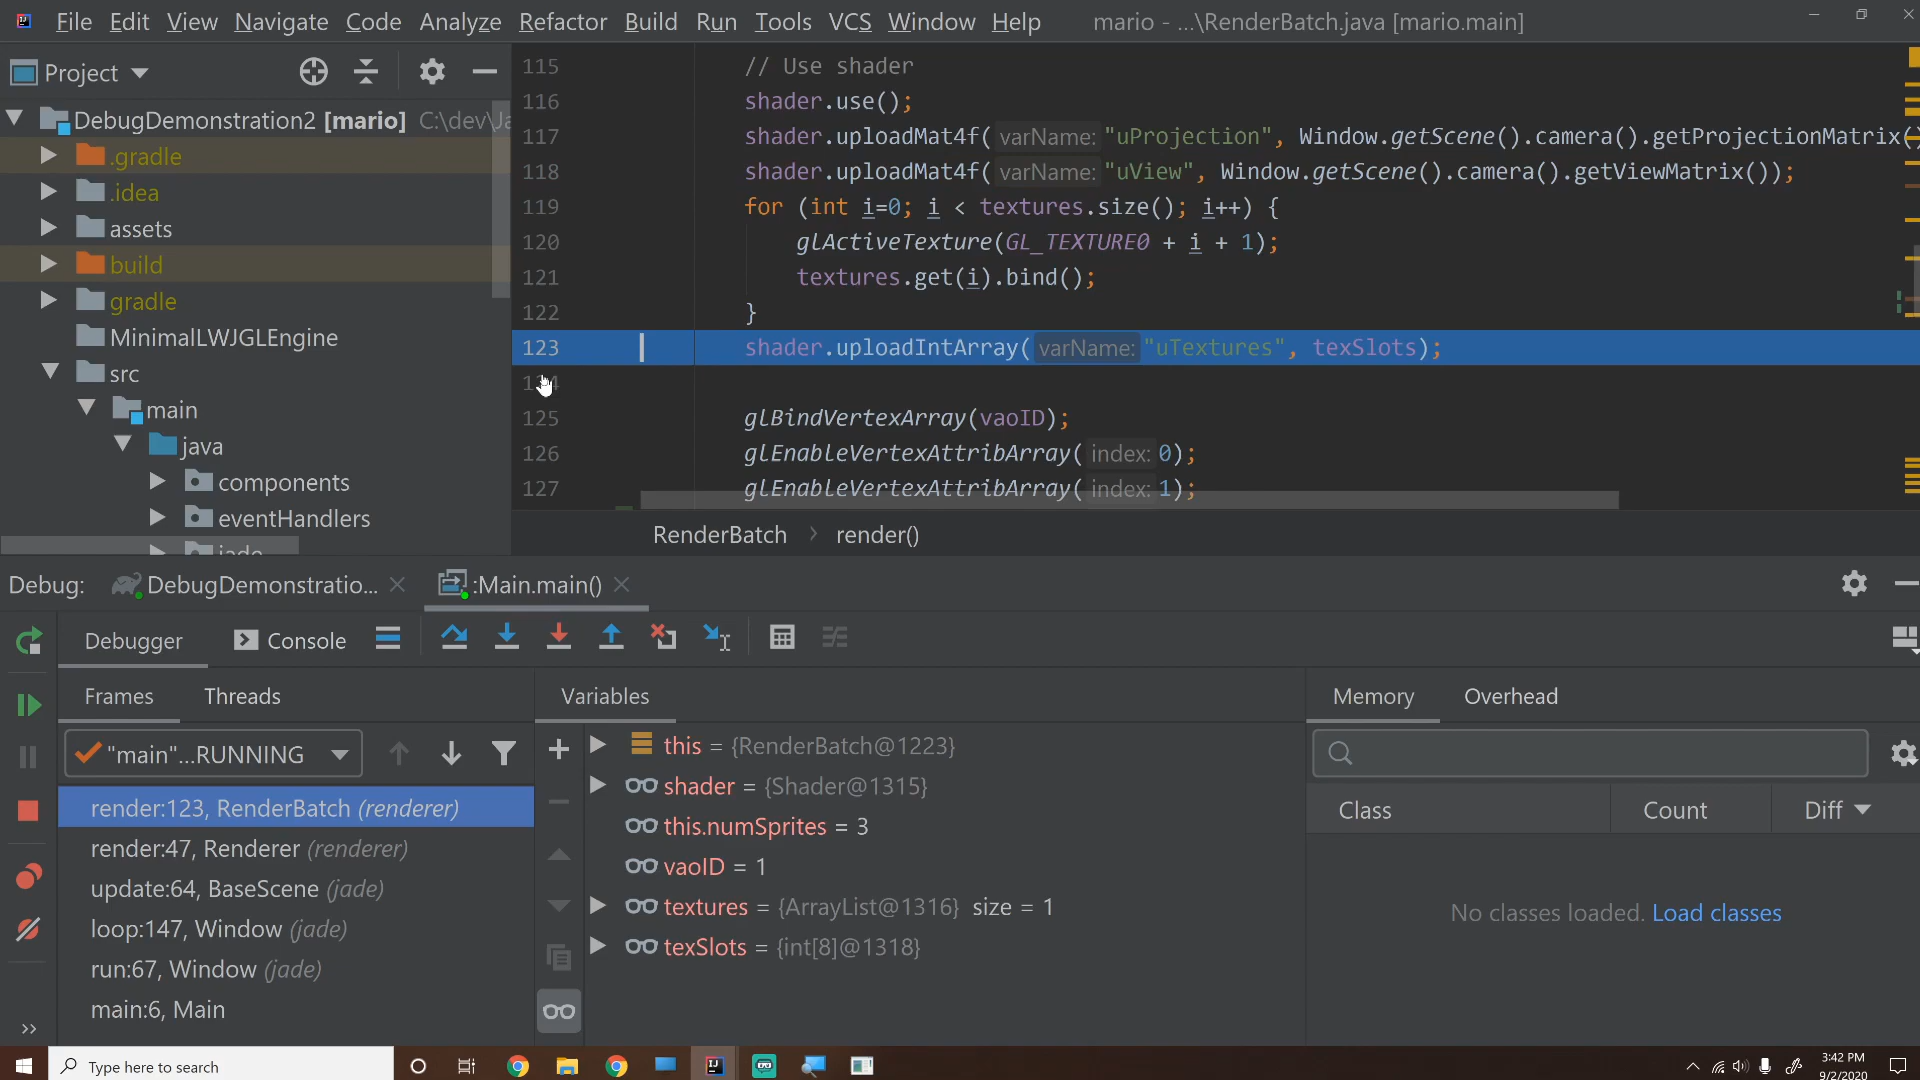 File Edit View Navigate Code Analyze Refactor Build Run Tools VCS Window Help mario - ...\RenderBatch.java [mario.main]
Project
DebugDemonstration2 [mario] C:\dev\Ja
.gradle
.idea
assets
build
gradle
MinimalLWJGLEngine
src
main
java
components
eventHandlers
jade
115 // Use shader
116 shader.use();
117 shader.uploadMat4f( varName: "uProjection", Window.getScene().camera().getProjectionMatrix()
118 shader.uploadMat4f( varName: "uView", Window.getScene().camera().getViewMatrix());
119 for (int i=0; i < textures.size(); i++) {
120 glActiveTexture(GL_TEXTURE0 + i + 1);
121 textures.get(i).bind();
122 }
123 shader.uploadIntArray( varName: "uTextures", texSlots);
125 glBindVertexArray(vaoID);
126 glEnableVertexAttribArray( index: 0);
127 glEnableVertexAttribArray( index: 1);
RenderBatch render()
Debug: DebugDemonstratio... :Main.main()
Debugger Console
Frames Threads
"main"...RUNNING
render:123, RenderBatch (renderer)
render:47, Renderer (renderer)
update:64, BaseScene (jade)
loop:147, Window (jade)
run:67, Window (jade)
main:6, Main
Variables
this = {RenderBatch@1223}
shader = {Shader@1315}
this.numSprites = 3
vaoID = 1
textures = {ArrayList@1316} size = 1
texSlots = {int[8]@1318}
Memory Overhead
Class Count Diff
No classes loaded. Load classes
Type here to search
3:42 PM
9/2/2020